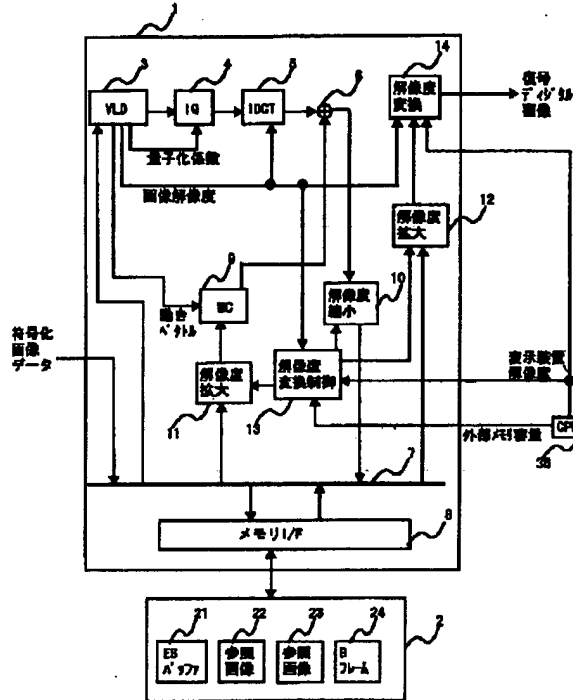 1
3
4
5
6
14
VLD
IQ
IDCT
解像度
変換
復号
ディジタル
画像
量子化係数
画像解像度
12
解像度
拡大
9
MC
動き
ベクトル
10
解像度
縮小
符号化
画像
データ
解像度
拡大
11
解像度
変換制御
13
表示装置
解像度
外部メモリ容量
CPU
38
7
メモリI/F
8
21
22
23
24
2
参照
画像
参照
画像
B
フレーム
バッファ